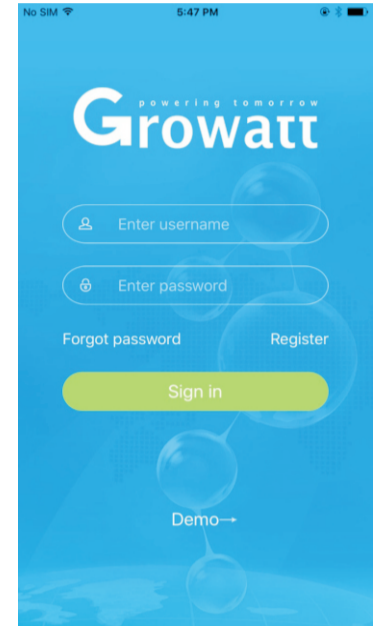 No SIM 5:47 PM
powering tomorrow
Growatt
Enter username
Enter password
Forgot password Register
Sign in
Demo→